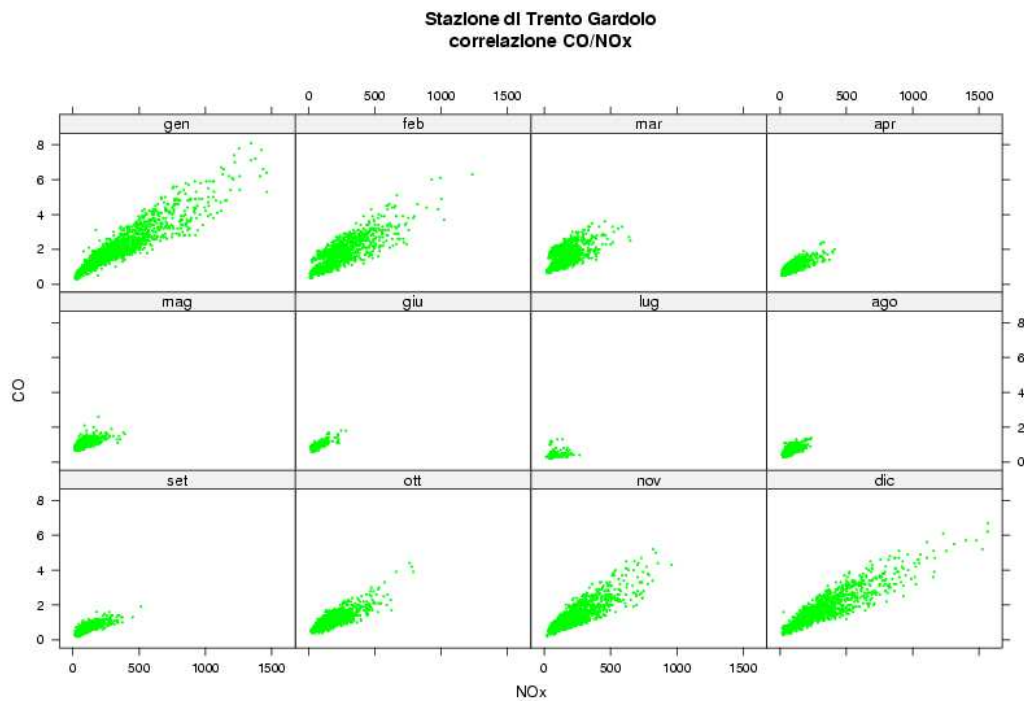 Stazione di Trento Gardolo
correlazione CO/NOx
0 500 1000 1500 0 500 1000 1500
gen feb mar apr
8
6
4
2
0
mag giu lug ago
8
6
4
2
0
CO
set ott nov dic
8
6
4
2
0
0 500 1000 1500 0 500 1000 1500
NOx